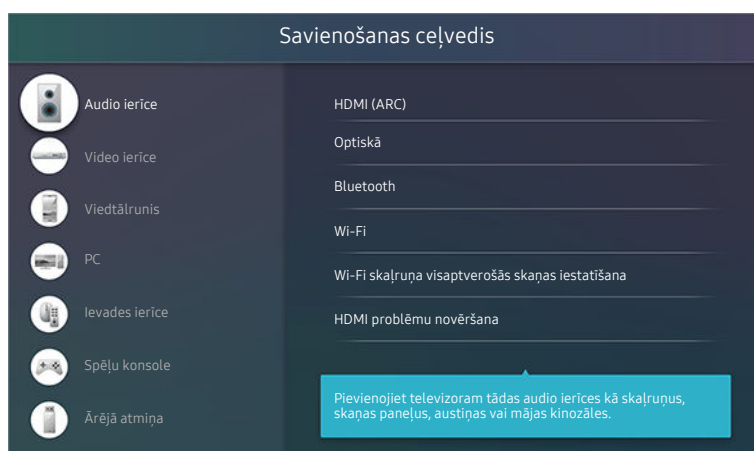 Savienošanas ceļvedis
Audio ierīce
Video ierīce
Viedtālrunis
PC
Ievades ierīce
Spēļu konsole
Ārējā atmiņa
HDMI (ARC)
Optiskā
Bluetooth
Wi-Fi
Wi-Fi skaļruņa visaptverošās skaņas iestatīšana
HDMI problēmu novēršana
Pievienojiet televizoram tādas audio ierīces kā skaļruņus,
skaņas paneļus, austiņas vai mājas kinozāles.